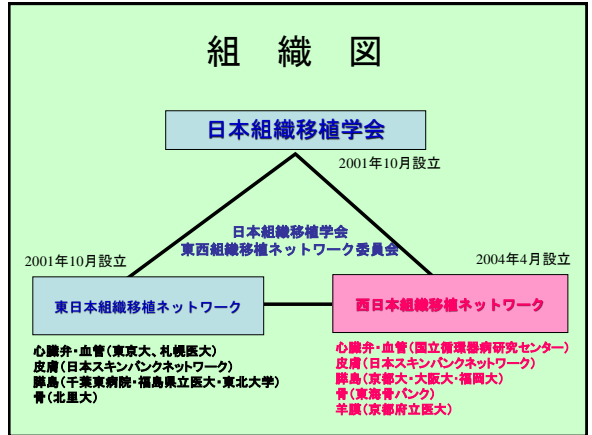 組 織 図
日本組織移植学会
2001年10月設立
日本組織移植学会
東西組織移植ネットワーク委員会
2001年10月設立
2004年4月設立
東日本組織移植ネットワーク
西日本組織移植ネットワーク
心臓弁・血管(東京大、札幌医大)
皮膚(日本スキンバンクネットワーク)
膵島(千葉東病院・福島県立医大・東北大学)
骨(北里大)
心臓弁・血管(国立循環器病研究センター)
皮膚(日本スキンバンクネットワーク)
膵島(京都大・大阪大・福岡大)
骨(東海骨バンク)
羊膜(京都府立医大)